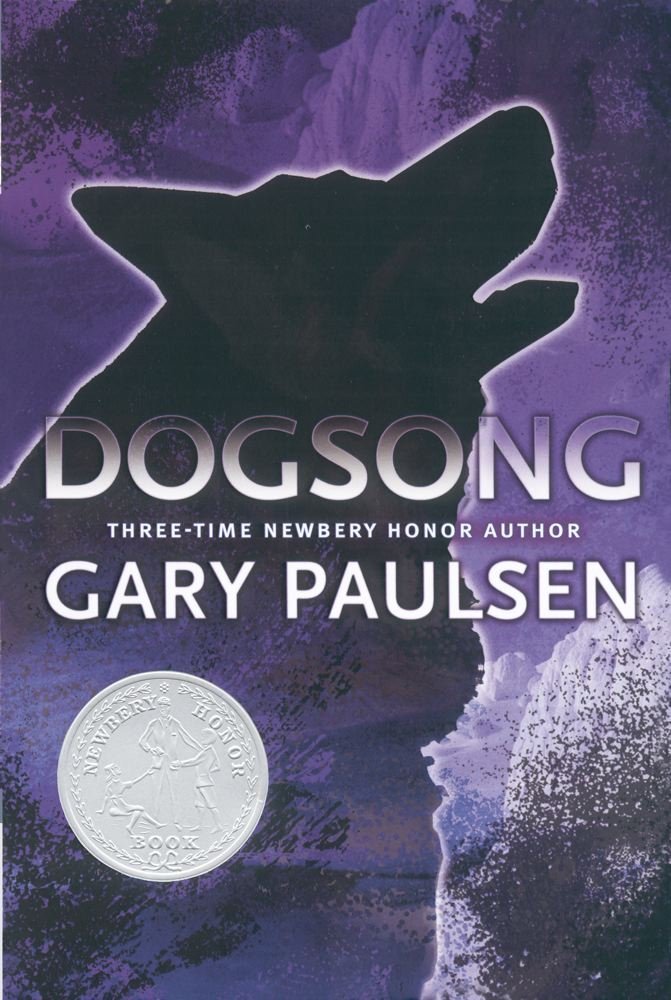 DOGSONG
THREE-TIME NEWBERY HONOR AUTHOR
GARY PAULSEN
NEWBERY HONOR
BOOK